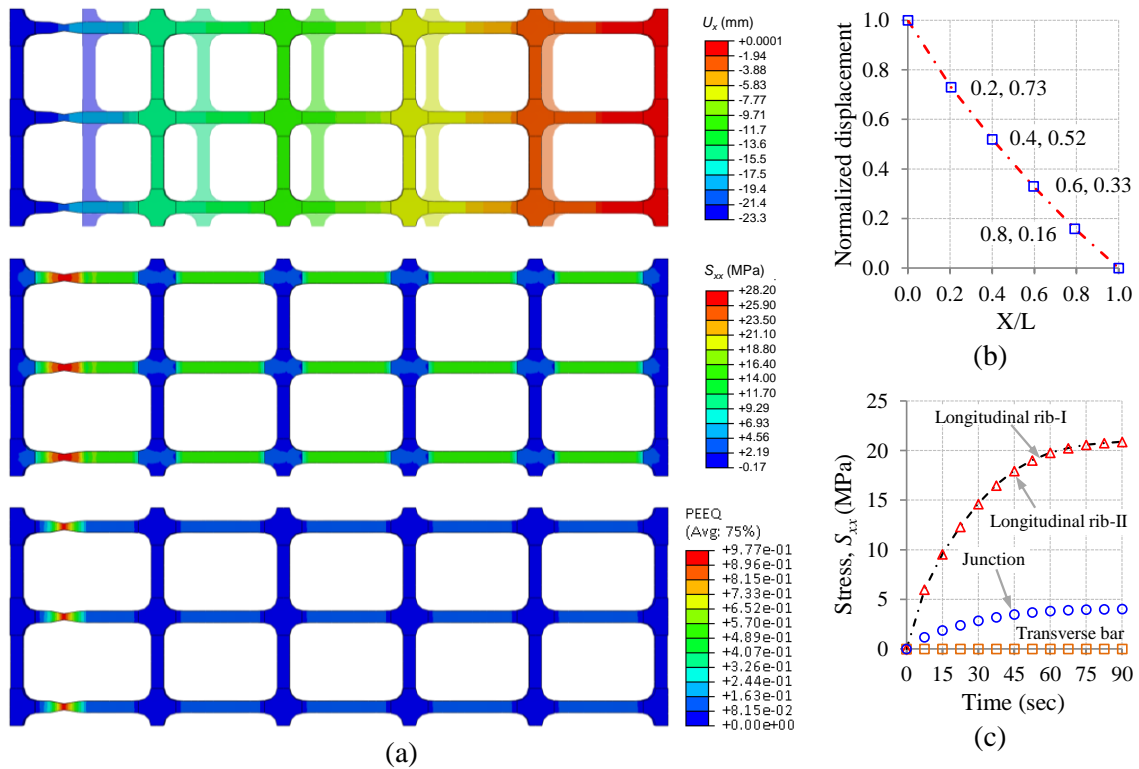 Uₓ (mm)
+0.0001
-1.94
-3.88
-5.83
-7.77
-9.71
-11.7
-13.6
-15.5
-17.5
-19.4
-21.4
-23.3
Sₓₓ (MPa)
+28.20
+25.90
+23.50
+21.10
+18.80
+16.40
+14.00
+11.70
+9.29
+6.93
+4.56
+2.19
-0.17
PEEQ
(Avg: 75%)
+9.77e-01
+8.96e-01
+8.15e-01
+7.33e-01
+6.52e-01
+5.70e-01
+4.89e-01
+4.07e-01
+3.26e-01
+2.44e-01
+1.63e-01
+8.15e-02
+0.00e+00
(a)
Normalized displacement
1.0
0.8
0.6
0.4
0.2
0.0
0.2, 0.73
0.4, 0.52
0.6, 0.33
0.8, 0.16
0.0 0.2 0.4 0.6 0.8 1.0
X/L
(b)
Stress, Sₓₓ (MPa)
25
20
15
10
5
0
Longitudinal rib-I
Longitudinal rib-II
Junction
Transverse bar
0 15 30 45 60 75 90
Time (sec)
(c)